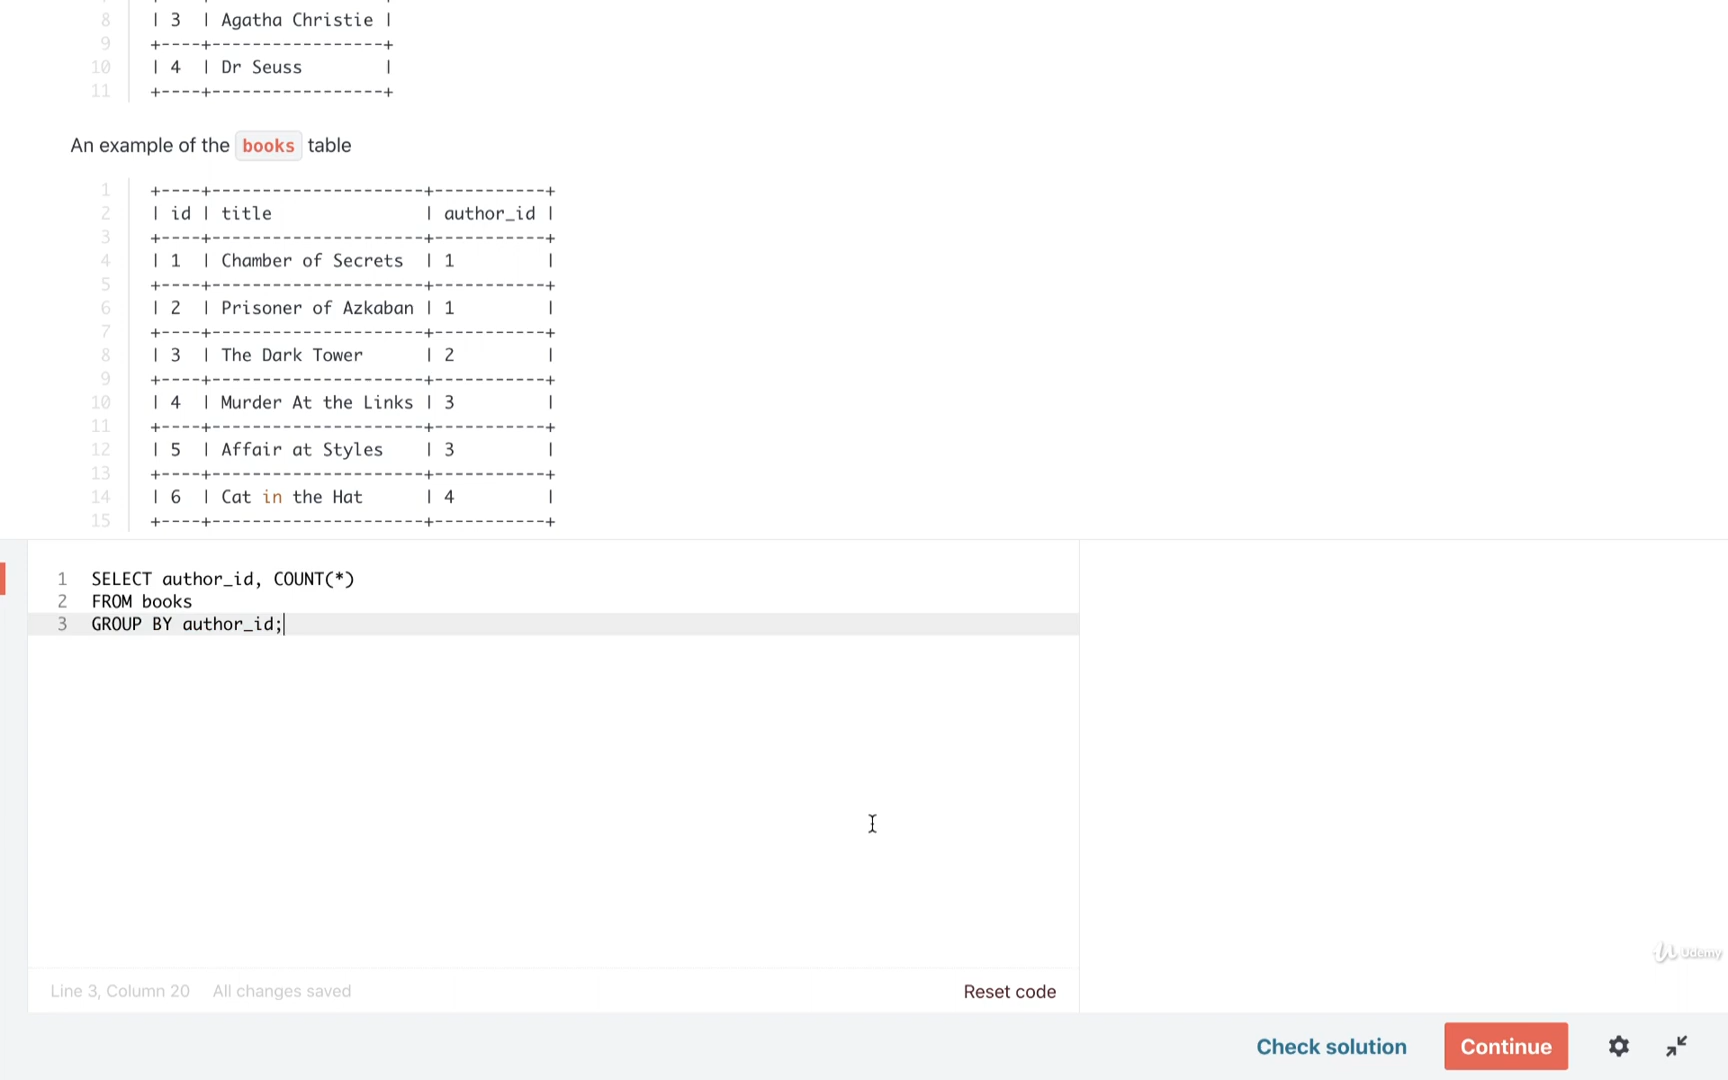 8 | 3 | Agatha Christie |
9 +----+-----------------+
10 | 4 | Dr Seuss |
11 +----+-----------------+
An example of the books table
1 +----+---------------------+-----------+
2 | id | title | author_id |
3 +----+---------------------+-----------+
4 | 1 | Chamber of Secrets | 1 |
5 +----+---------------------+-----------+
6 | 2 | Prisoner of Azkaban | 1 |
7 +----+---------------------+-----------+
8 | 3 | The Dark Tower | 2 |
9 +----+---------------------+-----------+
10 | 4 | Murder At the Links | 3 |
11 +----+---------------------+-----------+
12 | 5 | Affair at Styles | 3 |
13 +----+---------------------+-----------+
14 | 6 | Cat in the Hat | 4 |
15 +----+---------------------+-----------+
1 SELECT author_id, COUNT(*)
2 FROM books
3 GROUP BY author_id;
Udemy
Line 3, Column 20 All changes saved Reset code
Check solution Continue